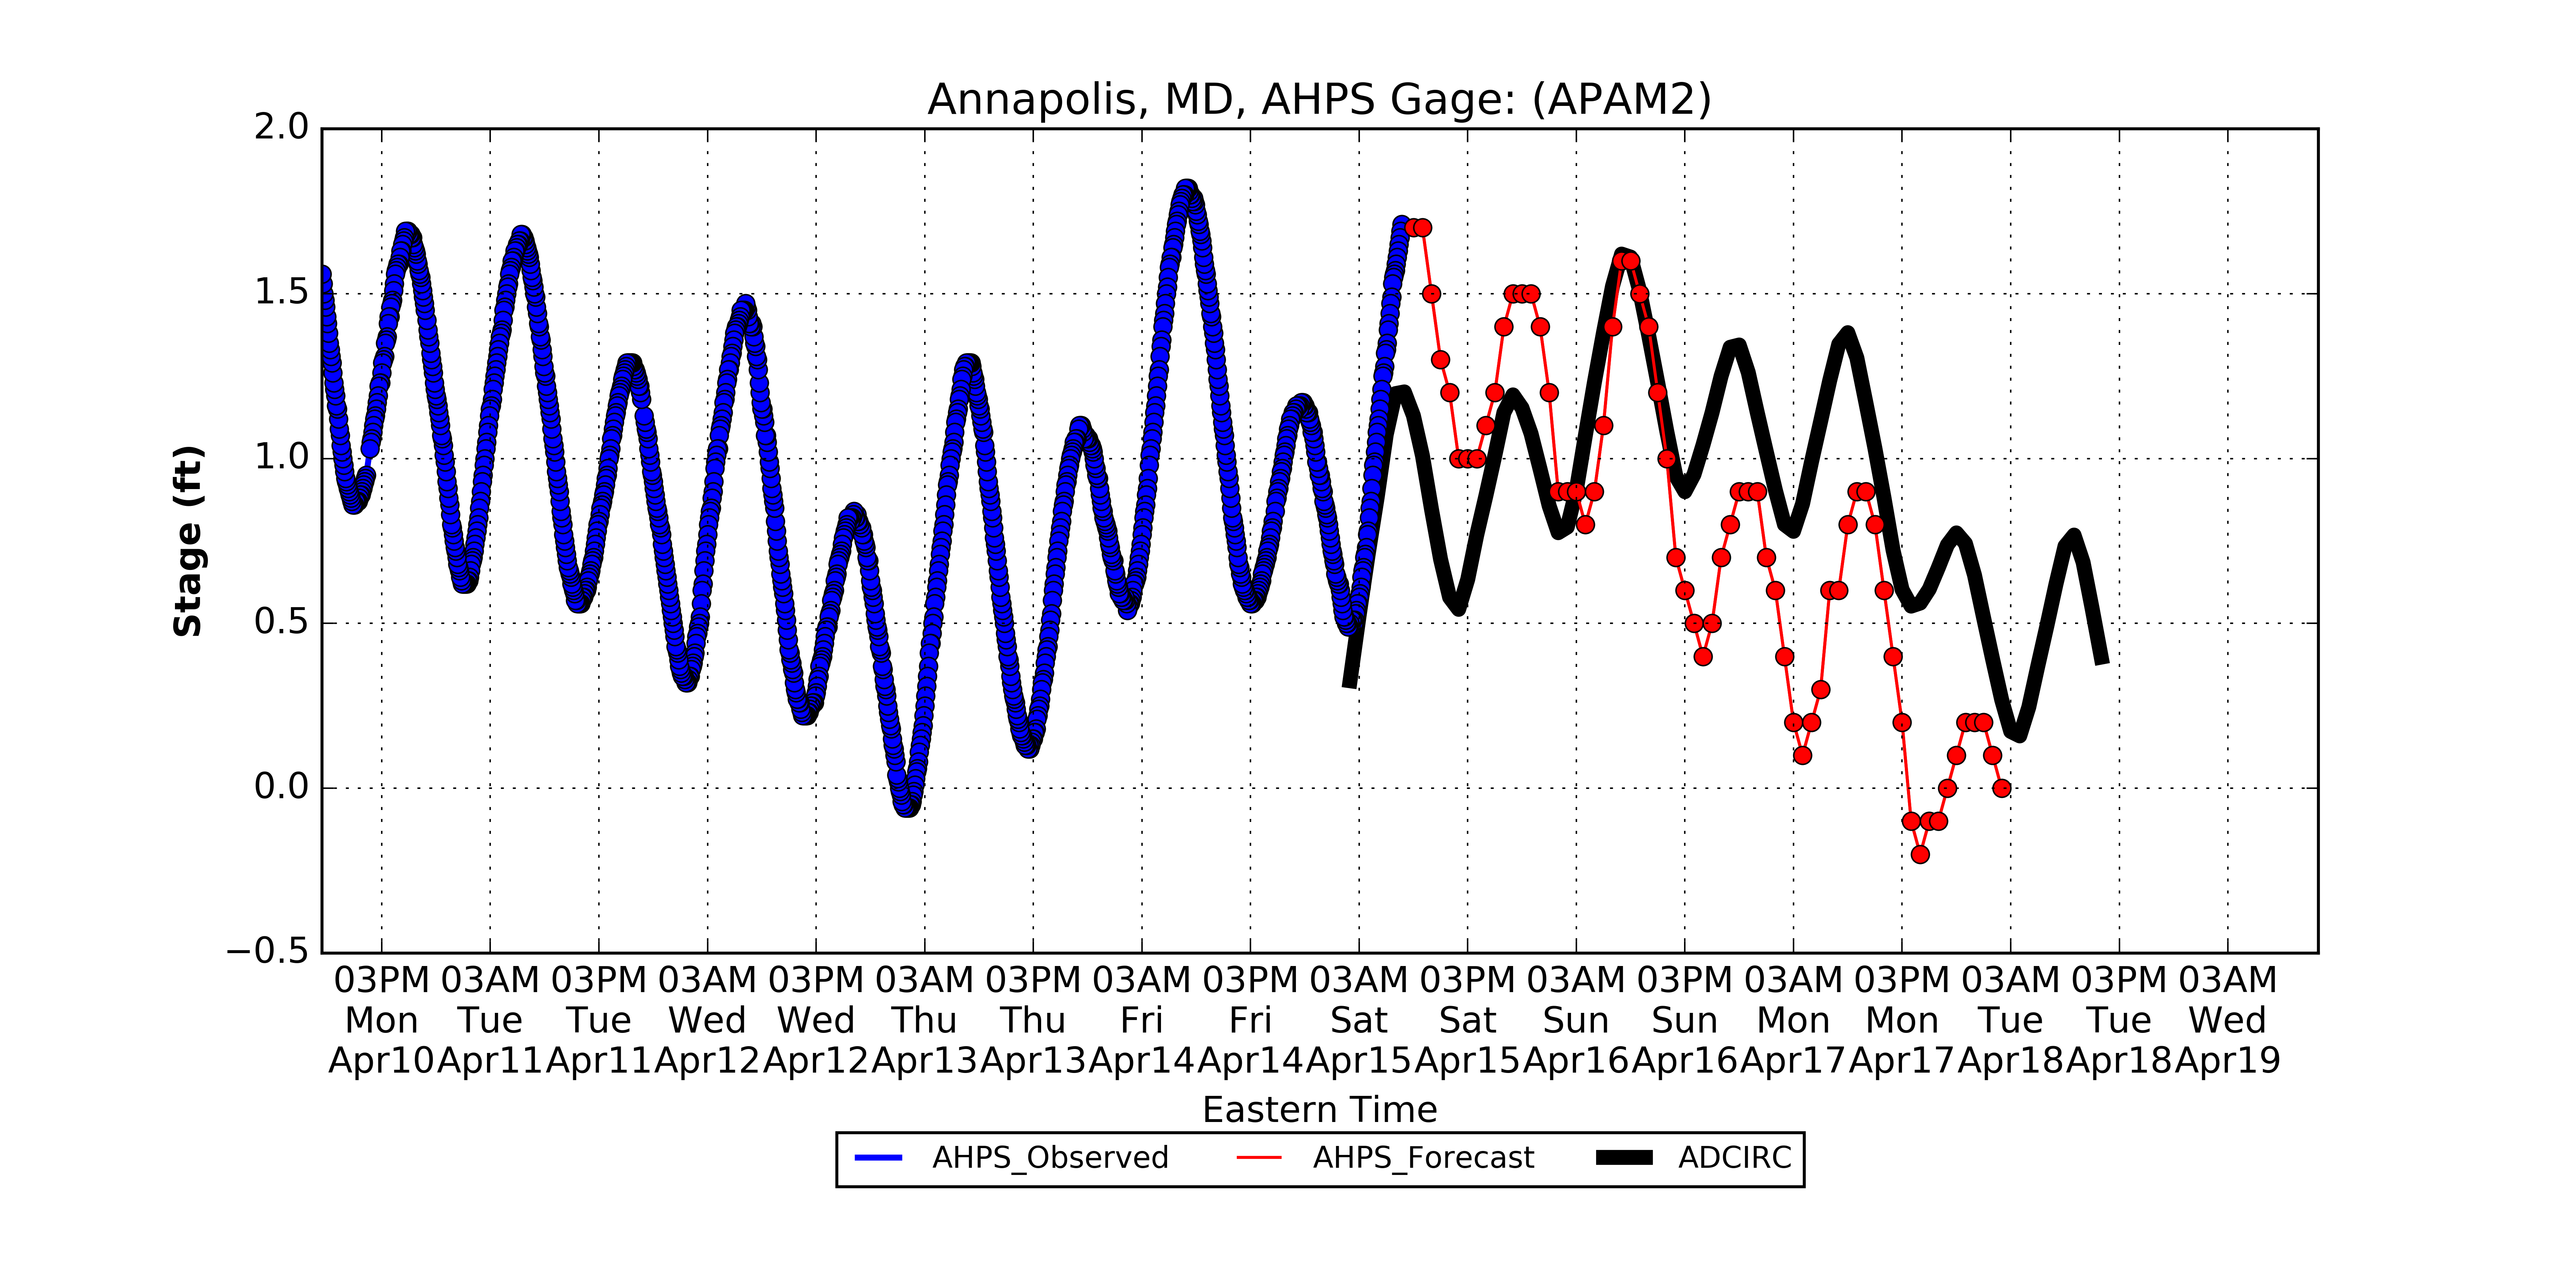 Annapolis, MD, AHPS Gage: (APAM2)
2.0
1.5
1.0
0.5
0.0
−0.5
Stage (ft)
03PM 03AM 03PM 03AM 03PM 03AM 03PM 03AM 03PM 03AM 03PM 03AM 03PM 03AM 03PM 03AM 03PM 03AM
Mon Tue Tue Wed Wed Thu Thu Fri Fri Sat Sat Sun Sun Mon Mon Tue Tue Wed
Apr10 Apr11 Apr11 Apr12 Apr12 Apr13 Apr13 Apr14 Apr14 Apr15 Apr15 Apr16 Apr16 Apr17 Apr17 Apr18 Apr18 Apr19
Eastern Time
AHPS_Observed AHPS_Forecast ADCIRC